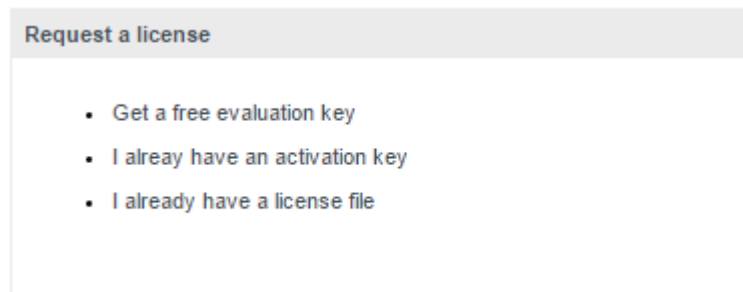 Request a license
Get a free evaluation key
I alreay have an activation key
I already have a license file